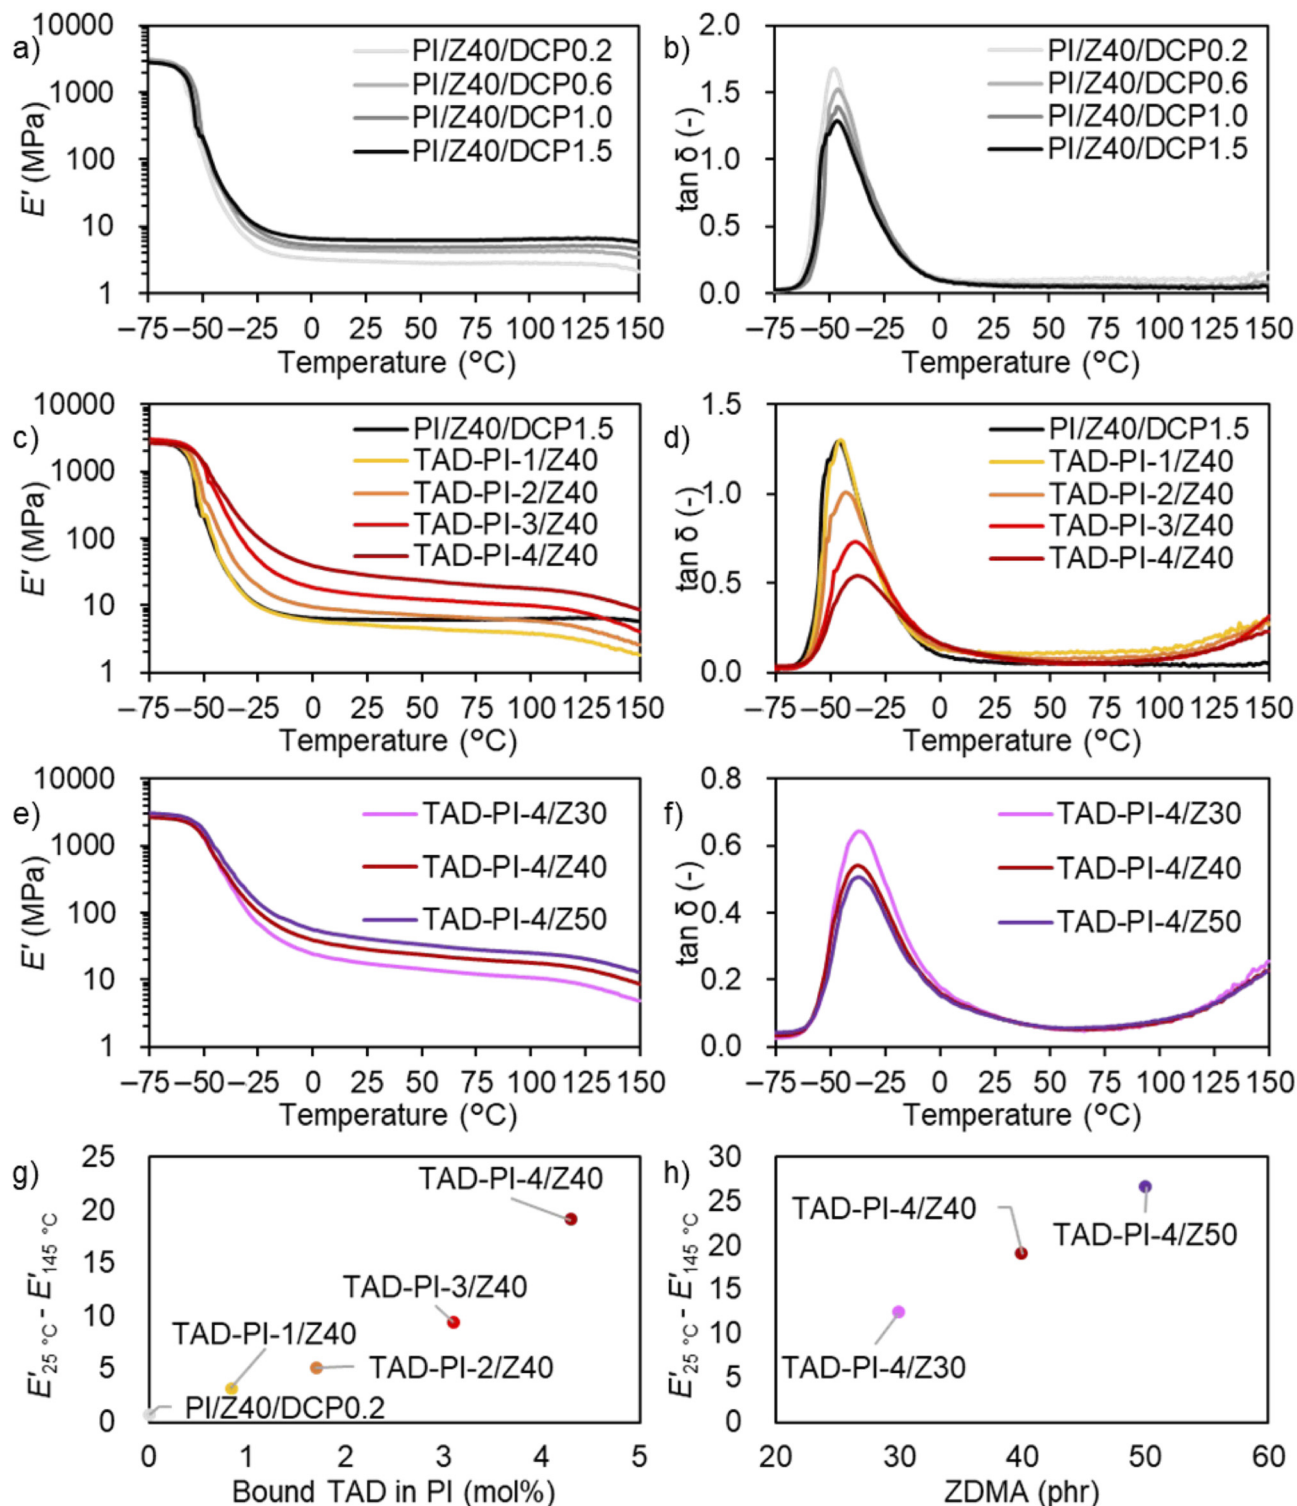 a)
10000
1000
100
10
1
E′ (MPa)
PI/Z40/DCP0.2
PI/Z40/DCP0.6
PI/Z40/DCP1.0
PI/Z40/DCP1.5
−75 −50 −25 0 25 50 75 100 125 150
Temperature (°C)
b)
2.0
1.5
1.0
0.5
0.0
tan δ (-)
PI/Z40/DCP0.2
PI/Z40/DCP0.6
PI/Z40/DCP1.0
PI/Z40/DCP1.5
−75 −50 −25 0 25 50 75 100 125 150
Temperature (°C)
c)
10000
1000
100
10
1
E′ (MPa)
PI/Z40/DCP1.5
TAD-PI-1/Z40
TAD-PI-2/Z40
TAD-PI-3/Z40
TAD-PI-4/Z40
−75 −50 −25 0 25 50 75 100 125 150
Temperature (°C)
d)
1.5
1.0
0.5
0.0
tan δ (-)
PI/Z40/DCP1.5
TAD-PI-1/Z40
TAD-PI-2/Z40
TAD-PI-3/Z40
TAD-PI-4/Z40
−75 −50 −25 0 25 50 75 100 125 150
Temperature (°C)
e)
10000
1000
100
10
1
E′ (MPa)
TAD-PI-4/Z30
TAD-PI-4/Z40
TAD-PI-4/Z50
−75 −50 −25 0 25 50 75 100 125 150
Temperature (°C)
f)
0.8
0.6
0.4
0.2
0.0
tan δ (-)
TAD-PI-4/Z30
TAD-PI-4/Z40
TAD-PI-4/Z50
−75 −50 −25 0 25 50 75 100 125 150
Temperature (°C)
g)
25
20
15
10
5
0
E′25 °C - E′145 °C
TAD-PI-4/Z40
TAD-PI-3/Z40
TAD-PI-1/Z40
TAD-PI-2/Z40
PI/Z40/DCP0.2
0 1 2 3 4 5
Bound TAD in PI (mol%)
h)
30
25
20
15
10
5
0
E′25 °C - E′145 °C
TAD-PI-4/Z40
TAD-PI-4/Z50
TAD-PI-4/Z30
20 30 40 50 60
ZDMA (phr)